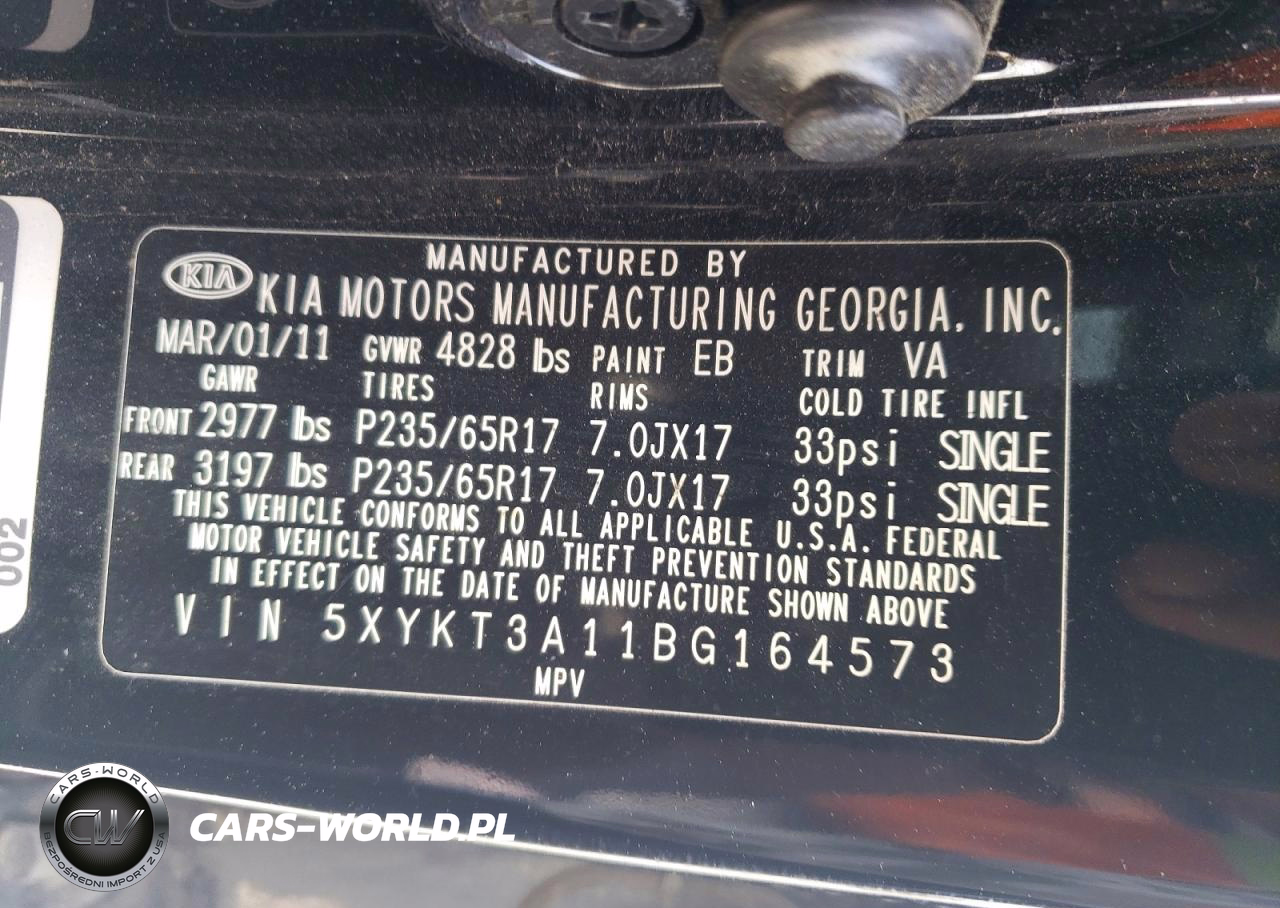 MANUFACTURED BY
KIA KIA MOTORS MANUFACTURING GEORGIA, INC.
MAR/01/11 GVWR 4828 lbs PAINT EB TRIM VA
GAWR TIRES RIMS COLD TIRE INFL
FRONT 2977 lbs P235/65R17 7.0JX17 33psi SINGLE
REAR 3197 lbs P235/65R17 7.0JX17 33psi SINGLE
THIS VEHICLE CONFORMS TO ALL APPLICABLE U.S.A. FEDERAL
MOTOR VEHICLE SAFETY AND THEFT PREVENTION STANDARDS
IN EFFECT ON THE DATE OF MANUFACTURE SHOWN ABOVE
VIN 5XYKT3A11BG164573
MPV
002
CARS-WORLD
CW
BEZPOŚREDNI IMPORT Z USA
CARS-WORLD.PL